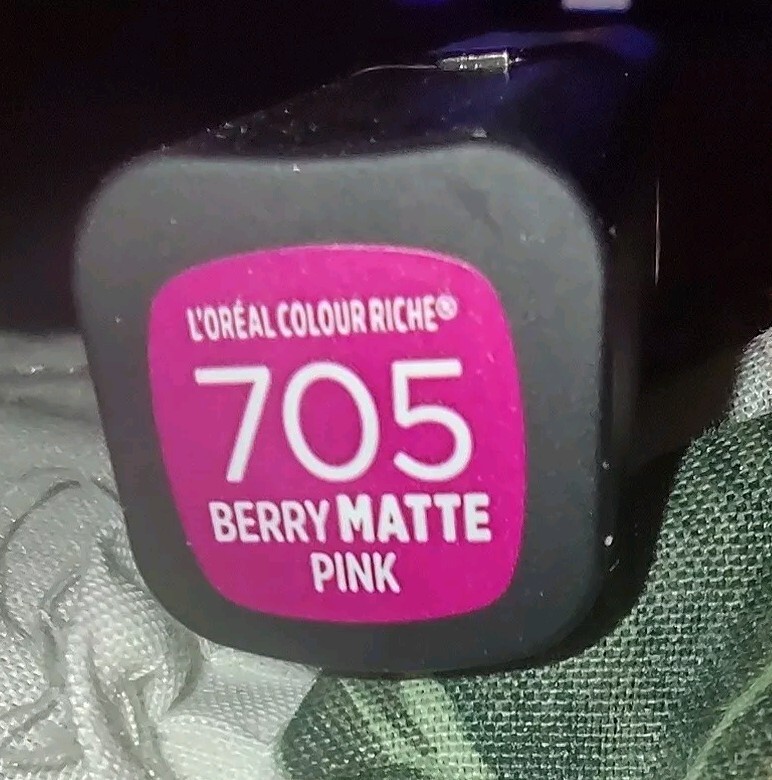 L'ORÉAL COLOUR RICHE®
705
BERRY MATTE
PINK